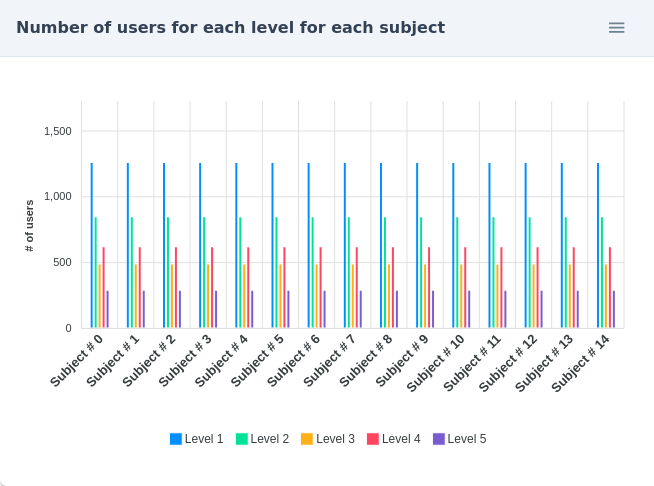 Number of users for each level for each subject
1,500
1,000
500
0
# of users
Subject # 0
Subject # 1
Subject # 2
Subject # 3
Subject # 4
Subject # 5
Subject # 6
Subject # 7
Subject # 8
Subject # 9
Subject # 10
Subject # 11
Subject # 12
Subject # 13
Subject # 14
Level 1 Level 2 Level 3 Level 4 Level 5